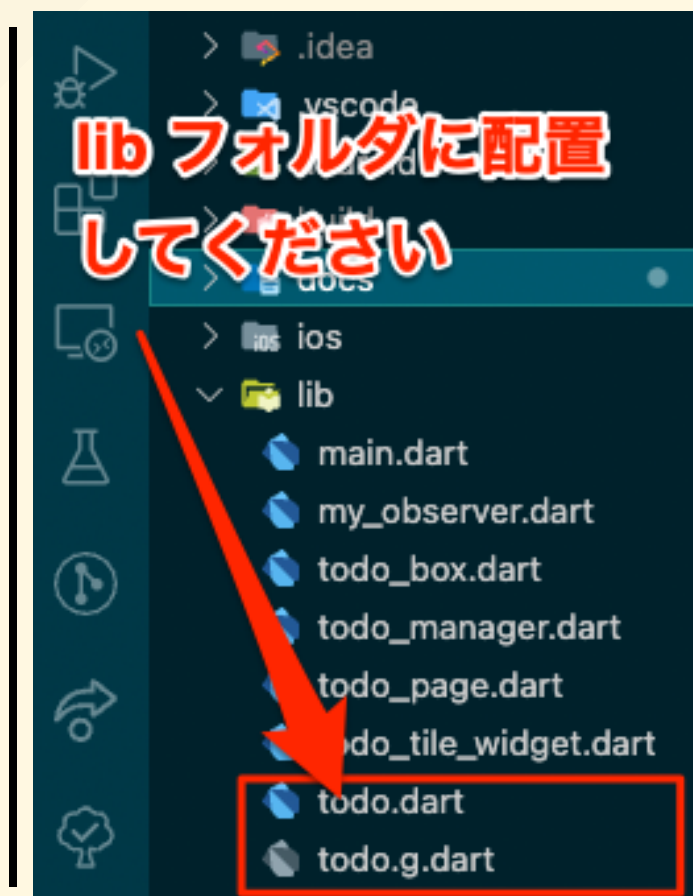 .idea
.vscode
lib フォルダに配置
してください
docs
ios
lib
main.dart
my_observer.dart
todo_box.dart
todo_manager.dart
todo_page.dart
todo_tile_widget.dart
todo.dart
todo.g.dart